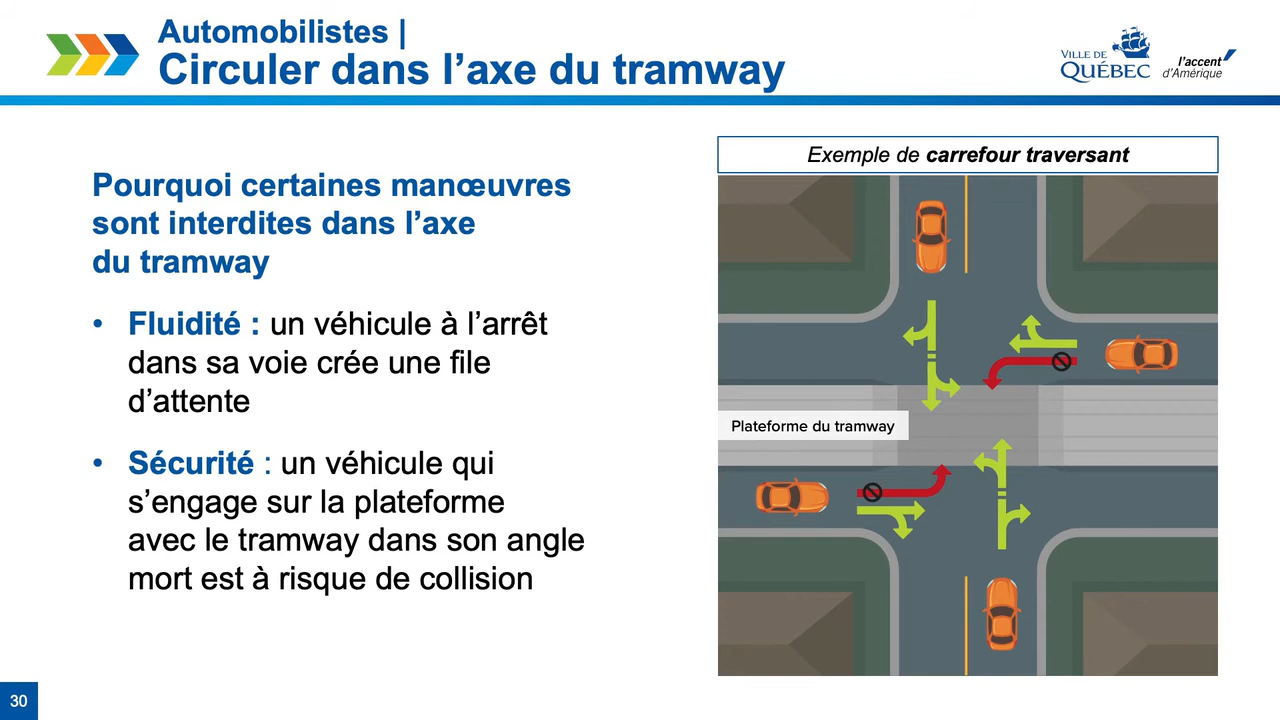 Automobilistes |
Circuler dans l’axe du tramway
VILLE DE
QUÉBEC
l’accent
d’Amérique
Pourquoi certaines manœuvres
sont interdites dans l’axe
du tramway
• Fluidité : un véhicule à l’arrêt
dans sa voie crée une file
d’attente
• Sécurité : un véhicule qui
s’engage sur la plateforme
avec le tramway dans son angle
mort est à risque de collision
Exemple de carrefour traversant
Plateforme du tramway
30